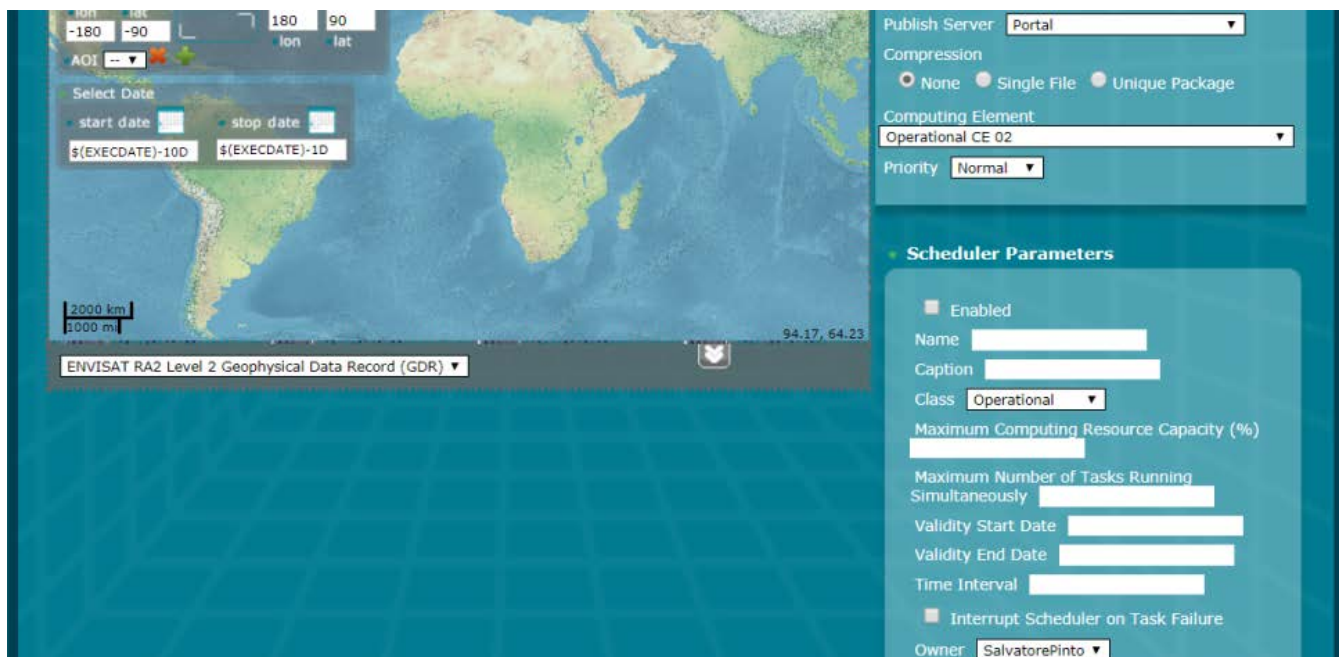 lon lat
-180 -90
180 90
lon lat
AOI --
Select Date
start date stop date
$(EXECDATE)-10D $(EXECDATE)-1D
2000 km
1000 mi
94.17, 64.23
ENVISAT RA2 Level 2 Geophysical Data Record (GDR)
Publish Server Portal
Compression
None Single File Unique Package
Computing Element
Operational CE 02
Priority Normal
Scheduler Parameters
Enabled
Name
Caption
Class Operational
Maximum Computing Resource Capacity (%)
Maximum Number of Tasks Running
Simultaneously
Validity Start Date
Validity End Date
Time Interval
Interrupt Scheduler on Task Failure
Owner SalvatorePinto